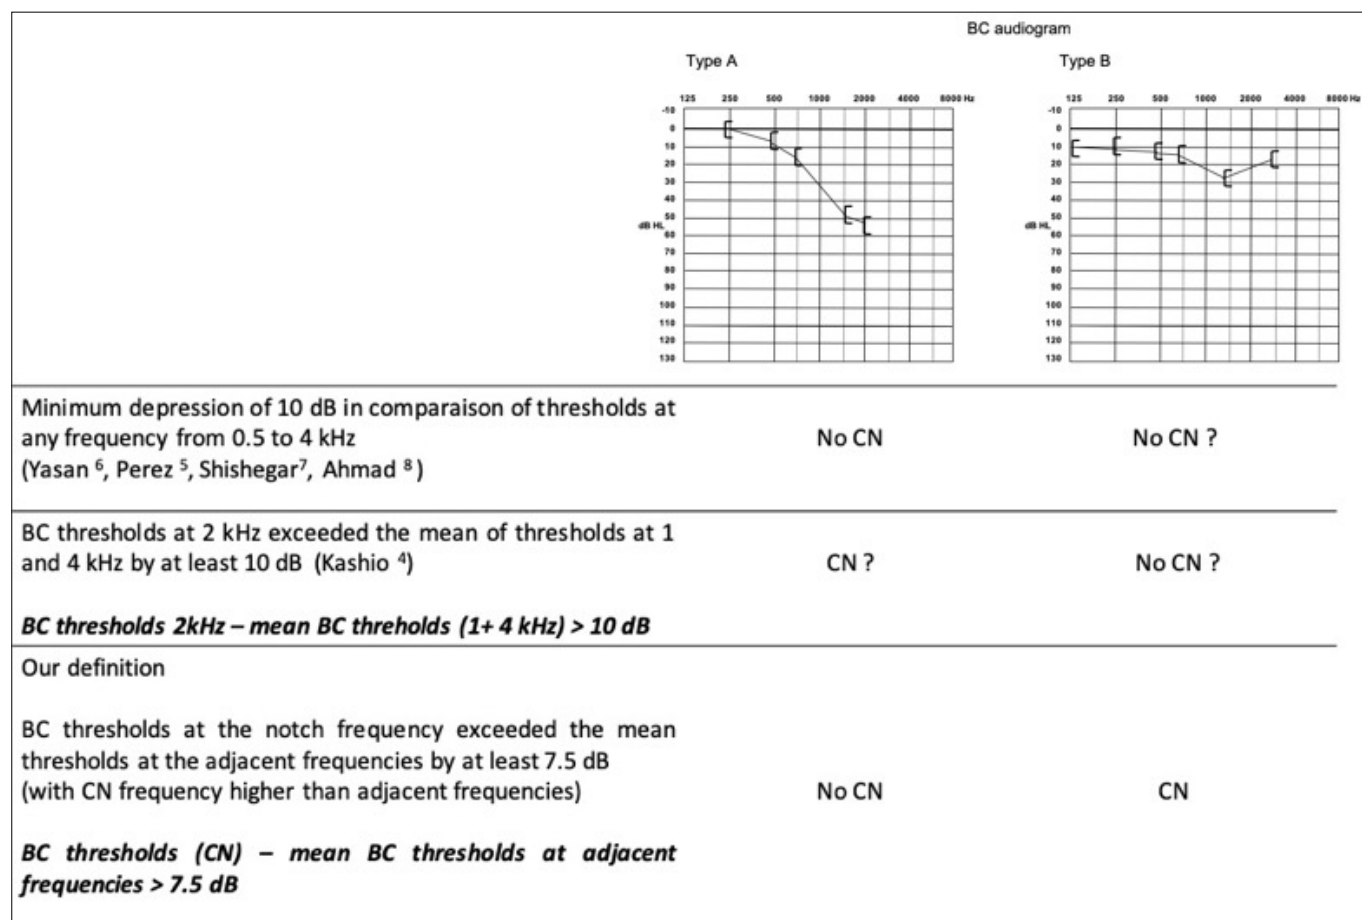 BC audiogram
Type A
Type B
125 250 500 1000 2000 4000 8000 Hz
125 250 500 1000 2000 4000 8000 Hz
-10
0
10
20
30
40
50
dB HL
60
70
80
90
100
110
120
130
-10
0
10
20
30
40
50
dB HL
60
70
80
90
100
110
120
130
Minimum depression of 10 dB in comparaison of thresholds at
any frequency from 0.5 to 4 kHz
No CN
No CN ?
(Yasan ⁶, Perez ⁵, Shishegar⁷, Ahmad ⁸)
BC thresholds at 2 kHz exceeded the mean of thresholds at 1
and 4 kHz by at least 10 dB (Kashio ⁴)
CN ?
No CN ?
BC thresholds 2kHz – mean BC threholds (1+ 4 kHz) > 10 dB
Our definition
BC thresholds at the notch frequency exceeded the mean
thresholds at the adjacent frequencies by at least 7.5 dB
(with CN frequency higher than adjacent frequencies)
No CN
CN
BC thresholds (CN) – mean BC thresholds at adjacent
frequencies > 7.5 dB